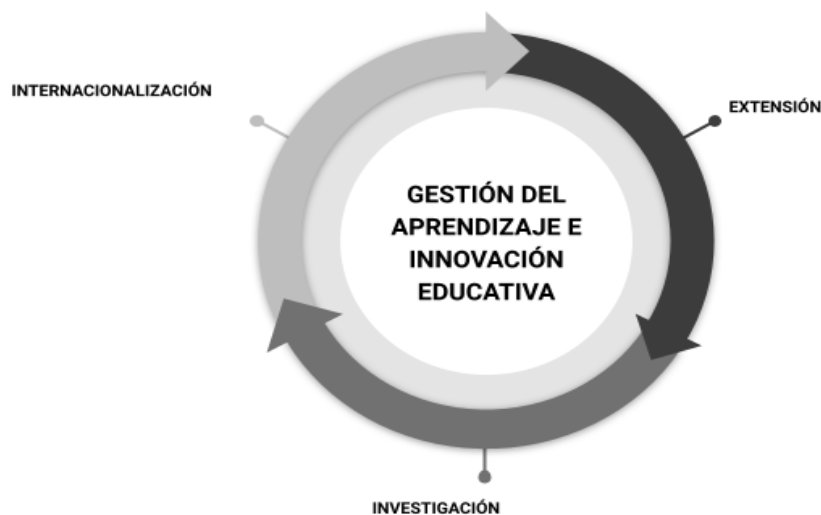 INTERNACIONALIZACIÓN
EXTENSIÓN
GESTIÓN DEL
APRENDIZAJE E
INNOVACIÓN
EDUCATIVA
INVESTIGACIÓN